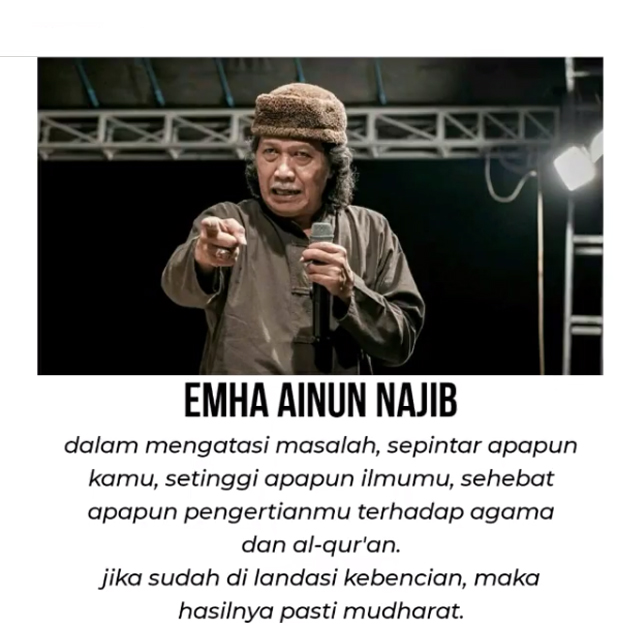 EMHA AINUN NAJIB
dalam mengatasi masalah, sepintar apapun
kamu, setinggi apapun ilmumu, sehebat
apapun pengertianmu terhadap agama
dan al-qur'an.
jika sudah di landasi kebencian, maka
hasilnya pasti mudharat.